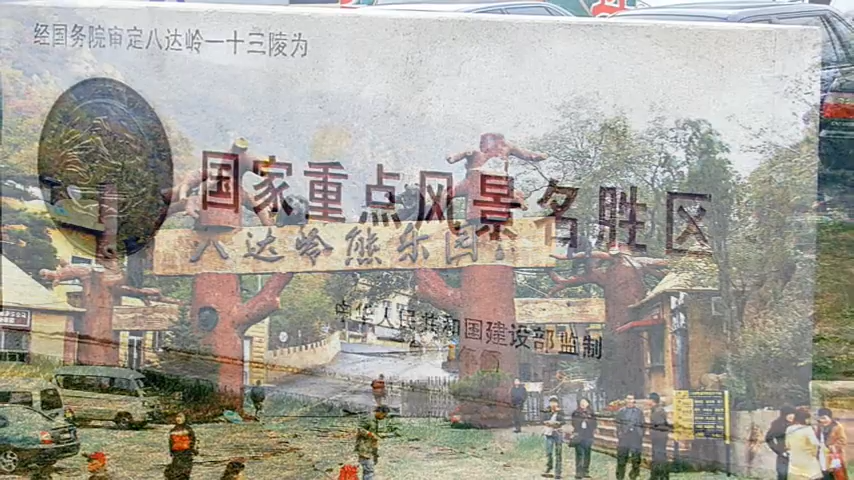 经国务院审定八达岭—十三陵为
国家重点风景名胜区
八达岭熊乐园
中华人民共和国建设部监制